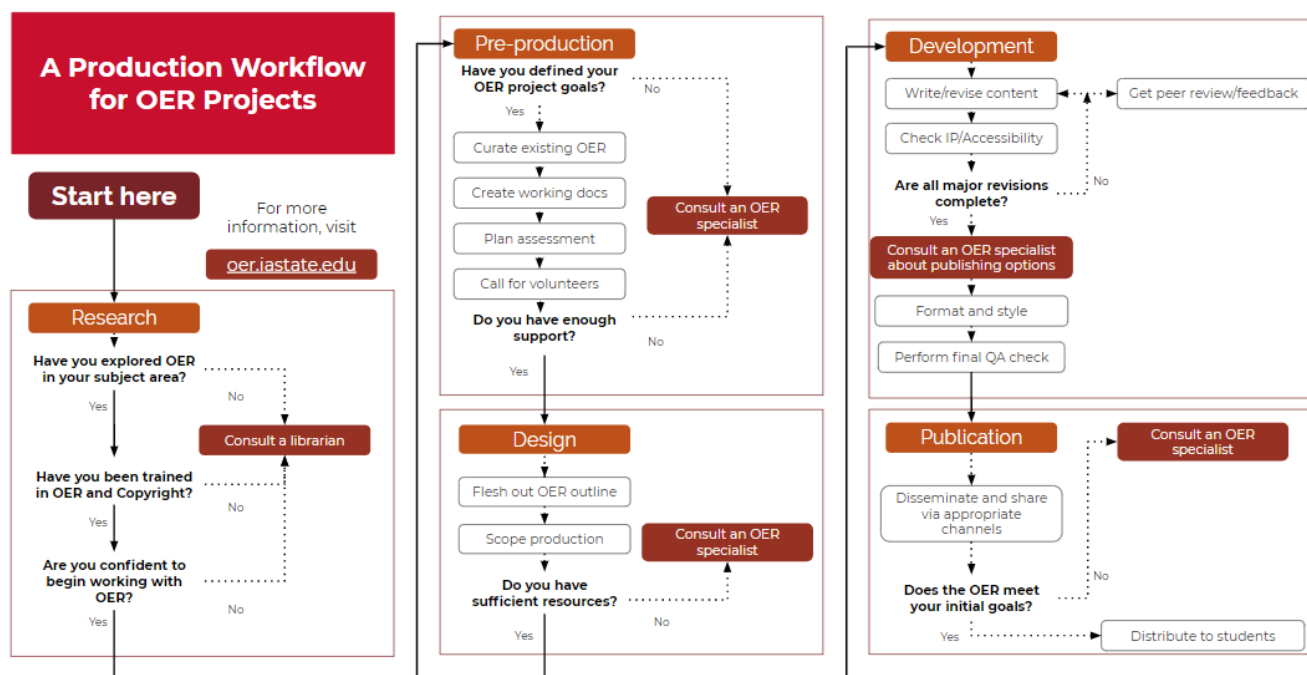 A Production Workflow
for OER Projects
Start here
For more
information, visit
oer.iastate.edu
Research
Have you explored OER
in your subject area?
No
Yes
Consult a librarian
Have you been trained
in OER and Copyright?
No
Yes
Are you confident to
begin working with
OER?
No
Yes
Pre-production
Have you defined your
OER project goals?
No
Yes
Curate existing OER
Create working docs
Consult an OER
specialist
Plan assessment
Call for volunteers
Do you have enough
support?
No
Yes
Design
Flesh out OER outline
Scope production
Consult an OER
specialist
Do you have
sufficient resources?
No
Yes
Development
Write/revise content
Get peer review/feedback
Check IP/Accessibility
Are all major revisions
complete?
No
Yes
Consult an OER specialist
about publishing options
Format and style
Perform final QA check
Publication
Consult an OER
specialist
Disseminate and share
via appropriate
channels
No
Does the OER meet
your initial goals?
Yes
Distribute to students